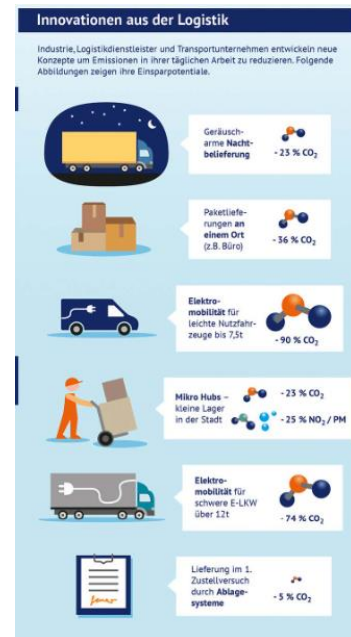 Innovationen aus der Logistik
Industrie, Logistikdienstleister und Transportunternehmen entwickeln neue
Konzepte um Emissionen in ihrer täglichen Arbeit zu reduzieren. Folgende
Abbildungen zeigen ihre Einsparpotentiale.
Geräusch-
arme Nacht-
belieferung
- 23 % CO₂
Paketliefe-
rungen an
einem Ort
(z.B. Büro)
- 36 % CO₂
Elektro-
mobilität für
leichte Nutzfahr-
zeuge bis 7,5t
- 90 % CO₂
Mikro Hubs –
kleine Lager
in der Stadt
- 23 % CO₂
- 25 % NO₂ / PM
Elektro-
mobilität für
schwere E-LKW
über 12t
- 74 % CO₂
Lieferung im 1.
Zustellversuch
durch Ablage-
systeme
- 5 % CO₂